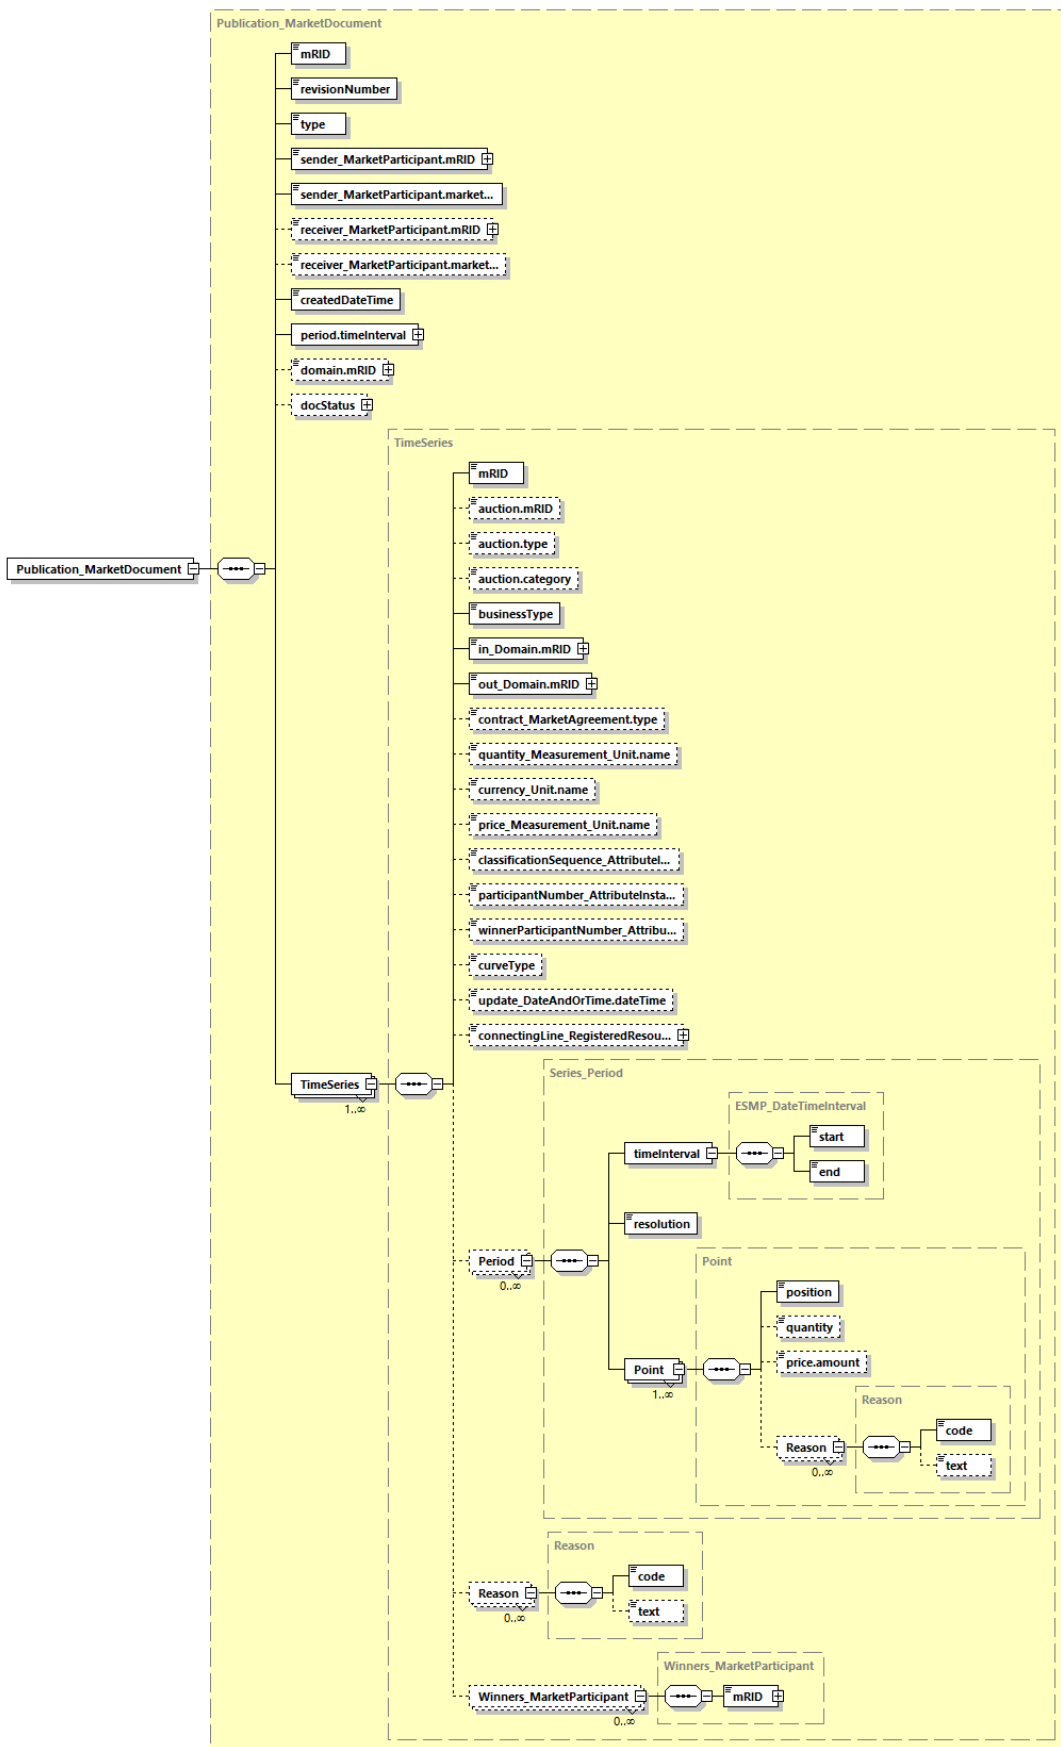 Publication_MarketDocument
mRID
revisionNumber
type
sender_MarketParticipant.mRID
sender_MarketParticipant.market...
receiver_MarketParticipant.mRID
receiver_MarketParticipant.market...
createdDateTime
period.timeInterval
domain.mRID
docStatus
TimeSeries
mRID
auction.mRID
auction.type
auction.category
Publication_MarketDocument
businessType
in_Domain.mRID
out_Domain.mRID
contract_MarketAgreement.type
quantity_Measurement_Unit.name
currency_Unit.name
price_Measurement_Unit.name
classificationSequence_AttributeI...
participantNumber_AttributeInsta...
winnerParticipantNumber_Attribu...
curveType
update_DateAndOrTime.dateTime
connectingLine_RegisteredResou...
TimeSeries
1..∞
Series_Period
ESMP_DateTimeInterval
start
timeInterval
end
resolution
Period
0..∞
Point
position
quantity
price.amount
Point
1..∞
Reason
code
Reason
text
0..∞
Reason
code
Reason
text
0..∞
Winners_MarketParticipant
Winners_MarketParticipant
mRID
0..∞